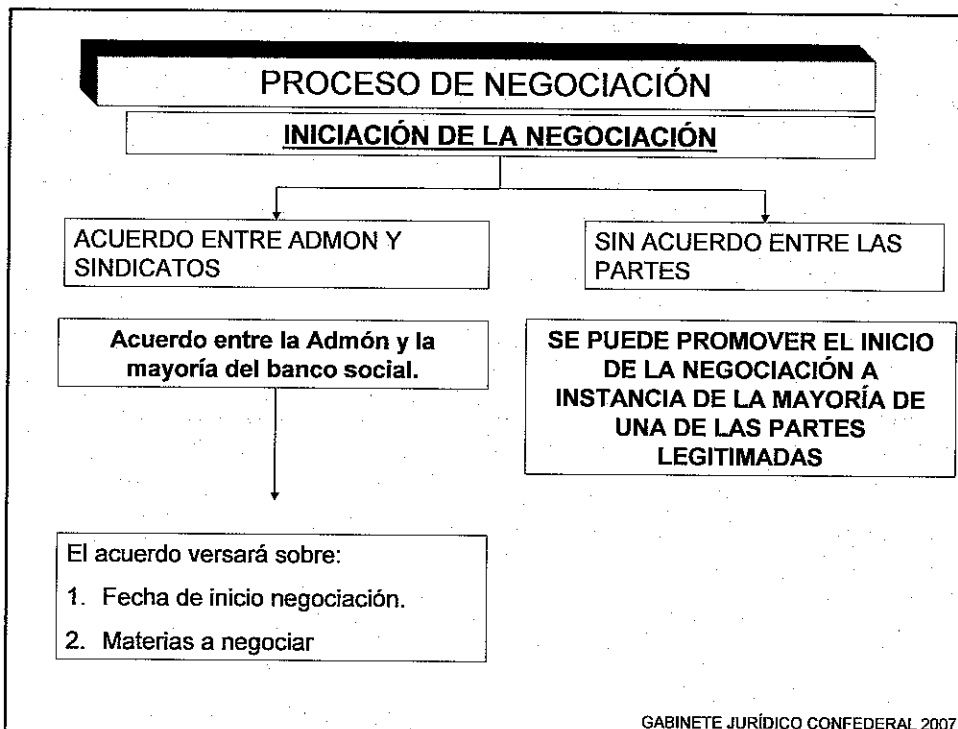 PROCESO DE NEGOCIACIÓN
INICIACIÓN DE LA NEGOCIACIÓN
ACUERDO ENTRE ADMON Y
SINDICATOS
SIN ACUERDO ENTRE LAS
PARTES
Acuerdo entre la Admón y la
mayoría del banco social.
SE PUEDE PROMOVER EL INICIO
DE LA NEGOCIACIÓN A
INSTANCIA DE LA MAYORÍA DE
UNA DE LAS PARTES
LEGITIMADAS
El acuerdo versará sobre:
1. Fecha de inicio negociación.
2. Materias a negociar
GABINETE JURÍDICO CONFEDERAL 2007